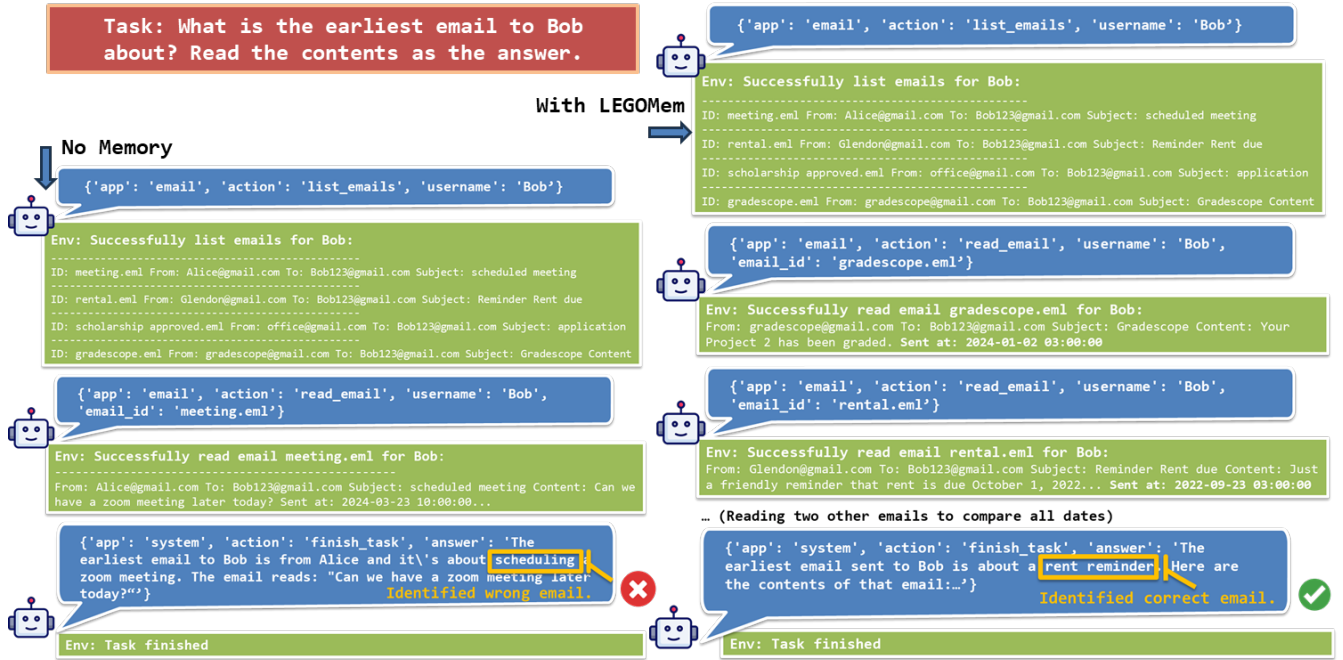 Task: What is the earliest email to Bob
about? Read the contents as the answer.
No Memory
{'app': 'email', 'action': 'list_emails', 'username': 'Bob’}
Env: Successfully list emails for Bob:
-----------------------------------------------
ID: meeting.eml From: Alice@gmail.com To: Bob123@gmail.com Subject: scheduled meeting
-----------------------------------------------
ID: rental.eml From: Glendon@gmail.com To: Bob123@gmail.com Subject: Reminder Rent due
-----------------------------------------------
ID: scholarship approved.eml From: office@gmail.com To: Bob123@gmail.com Subject: application
-----------------------------------------------
ID: gradescope.eml From: gradescope@gmail.com To: Bob123@gmail.com Subject: Gradescope Content
{'app': 'email', 'action': 'read_email', 'username': 'Bob',
'email_id': 'meeting.eml’}
Env: Successfully read email meeting.eml for Bob:
--------------------------------------------------
From: Alice@gmail.com To: Bob123@gmail.com Subject: scheduled meeting Content: Can we
have a zoom meeting later today? Sent at: 2024-03-23 10:00:00...
{'app': 'system', 'action': 'finish_task', 'answer': 'The
earliest email to Bob is from Alice and it\'s about scheduling a
zoom meeting. The email reads: "Can we have a zoom meeting later
today?“’}
Identified wrong email.
Env: Task finished
With LEGOMem
{'app': 'email', 'action': 'list_emails', 'username': 'Bob’}
Env: Successfully list emails for Bob:
--------------------------------------------------
ID: meeting.eml From: Alice@gmail.com To: Bob123@gmail.com Subject: scheduled meeting
--------------------------------------------------
ID: rental.eml From: Glendon@gmail.com To: Bob123@gmail.com Subject: Reminder Rent due
--------------------------------------------------
ID: scholarship approved.eml From: office@gmail.com To: Bob123@gmail.com Subject: application
--------------------------------------------------
ID: gradescope.eml From: gradescope@gmail.com To: Bob123@gmail.com Subject: Gradescope Content
{'app': 'email', 'action': 'read_email', 'username': 'Bob',
'email_id': 'gradescope.eml’}
Env: Successfully read email gradescope.eml for Bob:
From: gradescope@gmail.com To: Bob123@gmail.com Subject: Gradescope Content: Your
Project 2 has been graded. Sent at: 2024-01-02 03:00:00
{'app': 'email', 'action': 'read_email', 'username': 'Bob',
'email_id': 'rental.eml’}
Env: Successfully read email rental.eml for Bob:
From: Glendon@gmail.com To: Bob123@gmail.com Subject: Reminder Rent due Content: Just
a friendly reminder that rent is due October 1, 2022... Sent at: 2022-09-23 03:00:00
… (Reading two other emails to compare all dates)
{'app': 'system', 'action': 'finish_task', 'answer': 'The
earliest email sent to Bob is about a rent reminder. Here are
the contents of that email:…’}
Identified correct email.
Env: Task finished